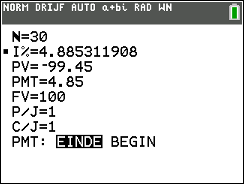 NORM DRIJF AUTO a+bi RAD WN
N=30
I%=4.885311908
PV=-99.45
PMT=4.85
FV=100
P/J=1
C/J=1
PMT: EINDE BEGIN